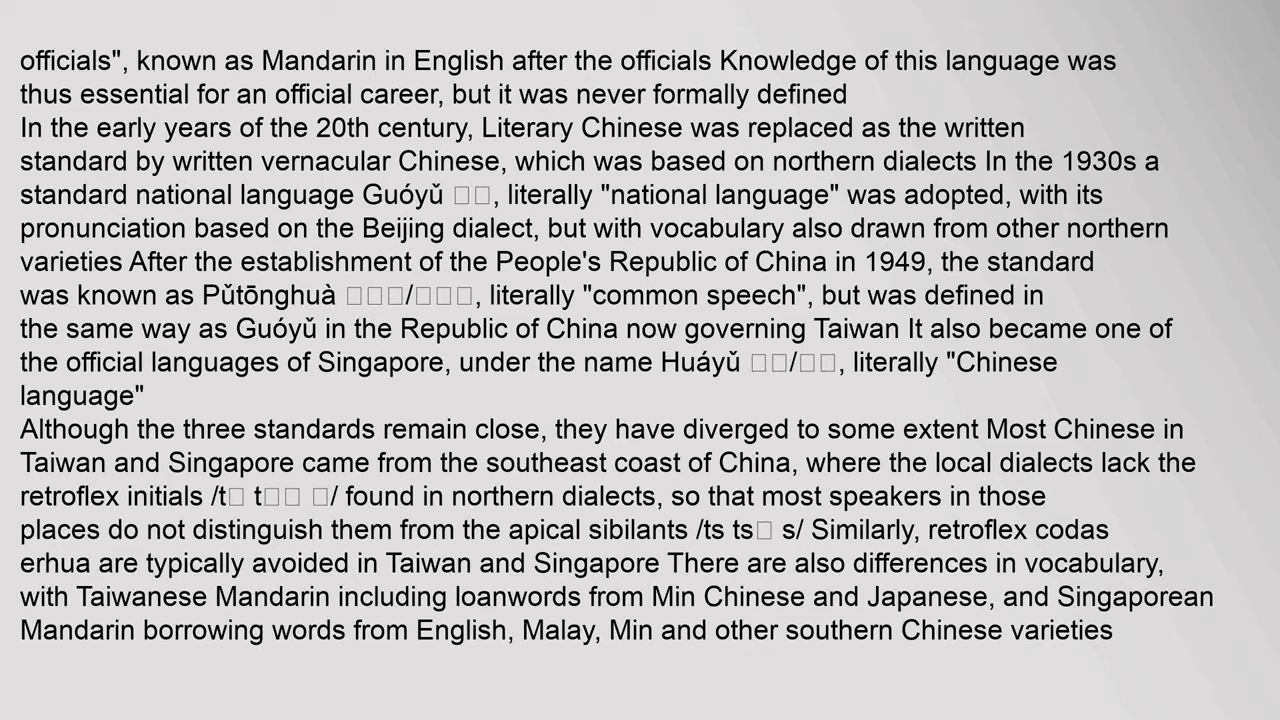 officials", known as Mandarin in English after the officials Knowledge of this language was
thus essential for an official career, but it was never formally defined
In the early years of the 20th century, Literary Chinese was replaced as the written
standard by written vernacular Chinese, which was based on northern dialects In the 1930s a
standard national language Guóyǔ □□, literally "national language" was adopted, with its
pronunciation based on the Beijing dialect, but with vocabulary also drawn from other northern
varieties After the establishment of the People's Republic of China in 1949, the standard
was known as Pǔtōnghuà □□□/□□□, literally "common speech", but was defined in
the same way as Guóyǔ in the Republic of China now governing Taiwan It also became one of
the official languages of Singapore, under the name Huáyǔ □□/□□, literally "Chinese
language"
Although the three standards remain close, they have diverged to some extent Most Chinese in
Taiwan and Singapore came from the southeast coast of China, where the local dialects lack the
retroflex initials /t□ t□□ □/ found in northern dialects, so that most speakers in those
places do not distinguish them from the apical sibilants /ts ts□ s/ Similarly, retroflex codas
erhua are typically avoided in Taiwan and Singapore There are also differences in vocabulary,
with Taiwanese Mandarin including loanwords from Min Chinese and Japanese, and Singaporean
Mandarin borrowing words from English, Malay, Min and other southern Chinese varieties